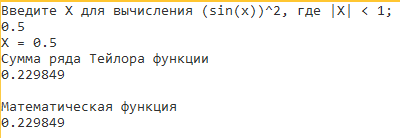 Введите X для вычисления (sin(x))^2, где |X| < 1;
0.5
X = 0.5
Сумма ряда Тейлора функции
0.229849
Математическая функция
0.229849